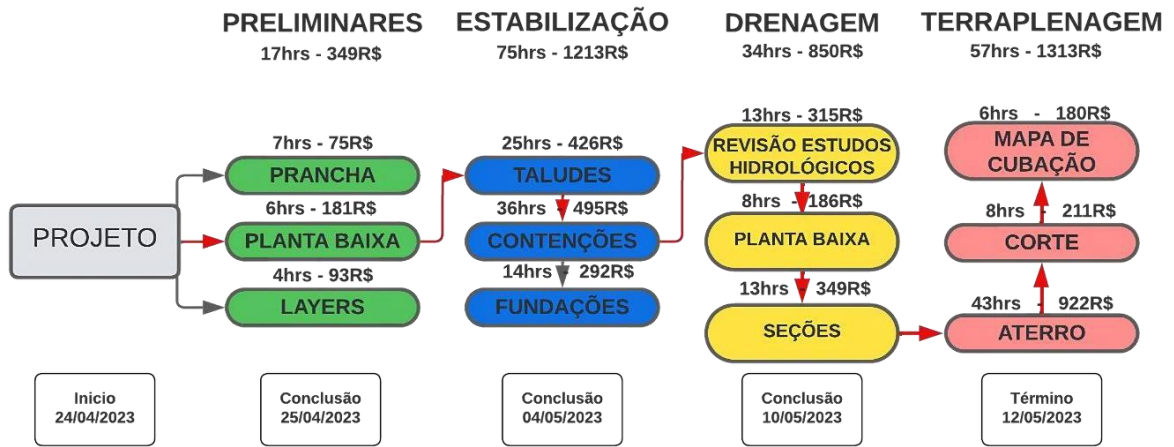 PRELIMINARES
17hrs - 349R$
ESTABILIZAÇÃO
75hrs - 1213R$
DRENAGEM
34hrs - 850R$
TERRAPLENAGEM
57hrs - 1313R$
PROJETO
7hrs - 75R$
PRANCHA
6hrs - 181R$
PLANTA BAIXA
4hrs - 93R$
LAYERS
25hrs - 426R$
TALUDES
36hrs - 495R$
CONTENÇÕES
14hrs - 292R$
FUNDAÇÕES
13hrs - 315R$
REVISÃO ESTUDOS
HIDROLÓGICOS
8hrs - 186R$
PLANTA BAIXA
13hrs - 349R$
SEÇÕES
6hrs - 180R$
MAPA DE
CUBAÇÃO
8hrs - 211R$
CORTE
43hrs - 922R$
ATERRO
Inicio
24/04/2023
Conclusão
25/04/2023
Conclusão
04/05/2023
Conclusão
10/05/2023
Término
12/05/2023